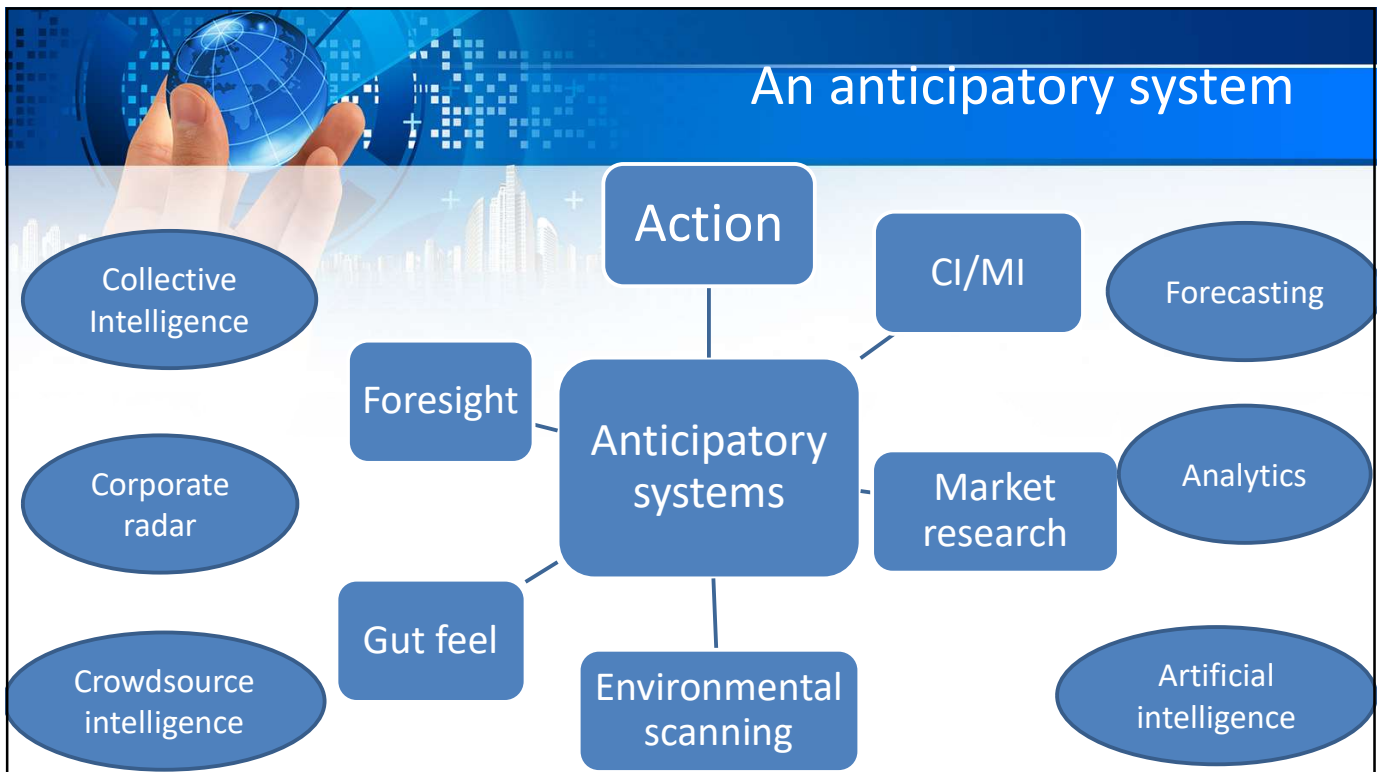 An anticipatory system
Action
CI/MI
Collective
Intelligence
Forecasting
Foresight
Anticipatory
systems
Corporate
radar
Market
research
Analytics
Gut feel
Crowdsource
intelligence
Environmental
scanning
Artificial
intelligence